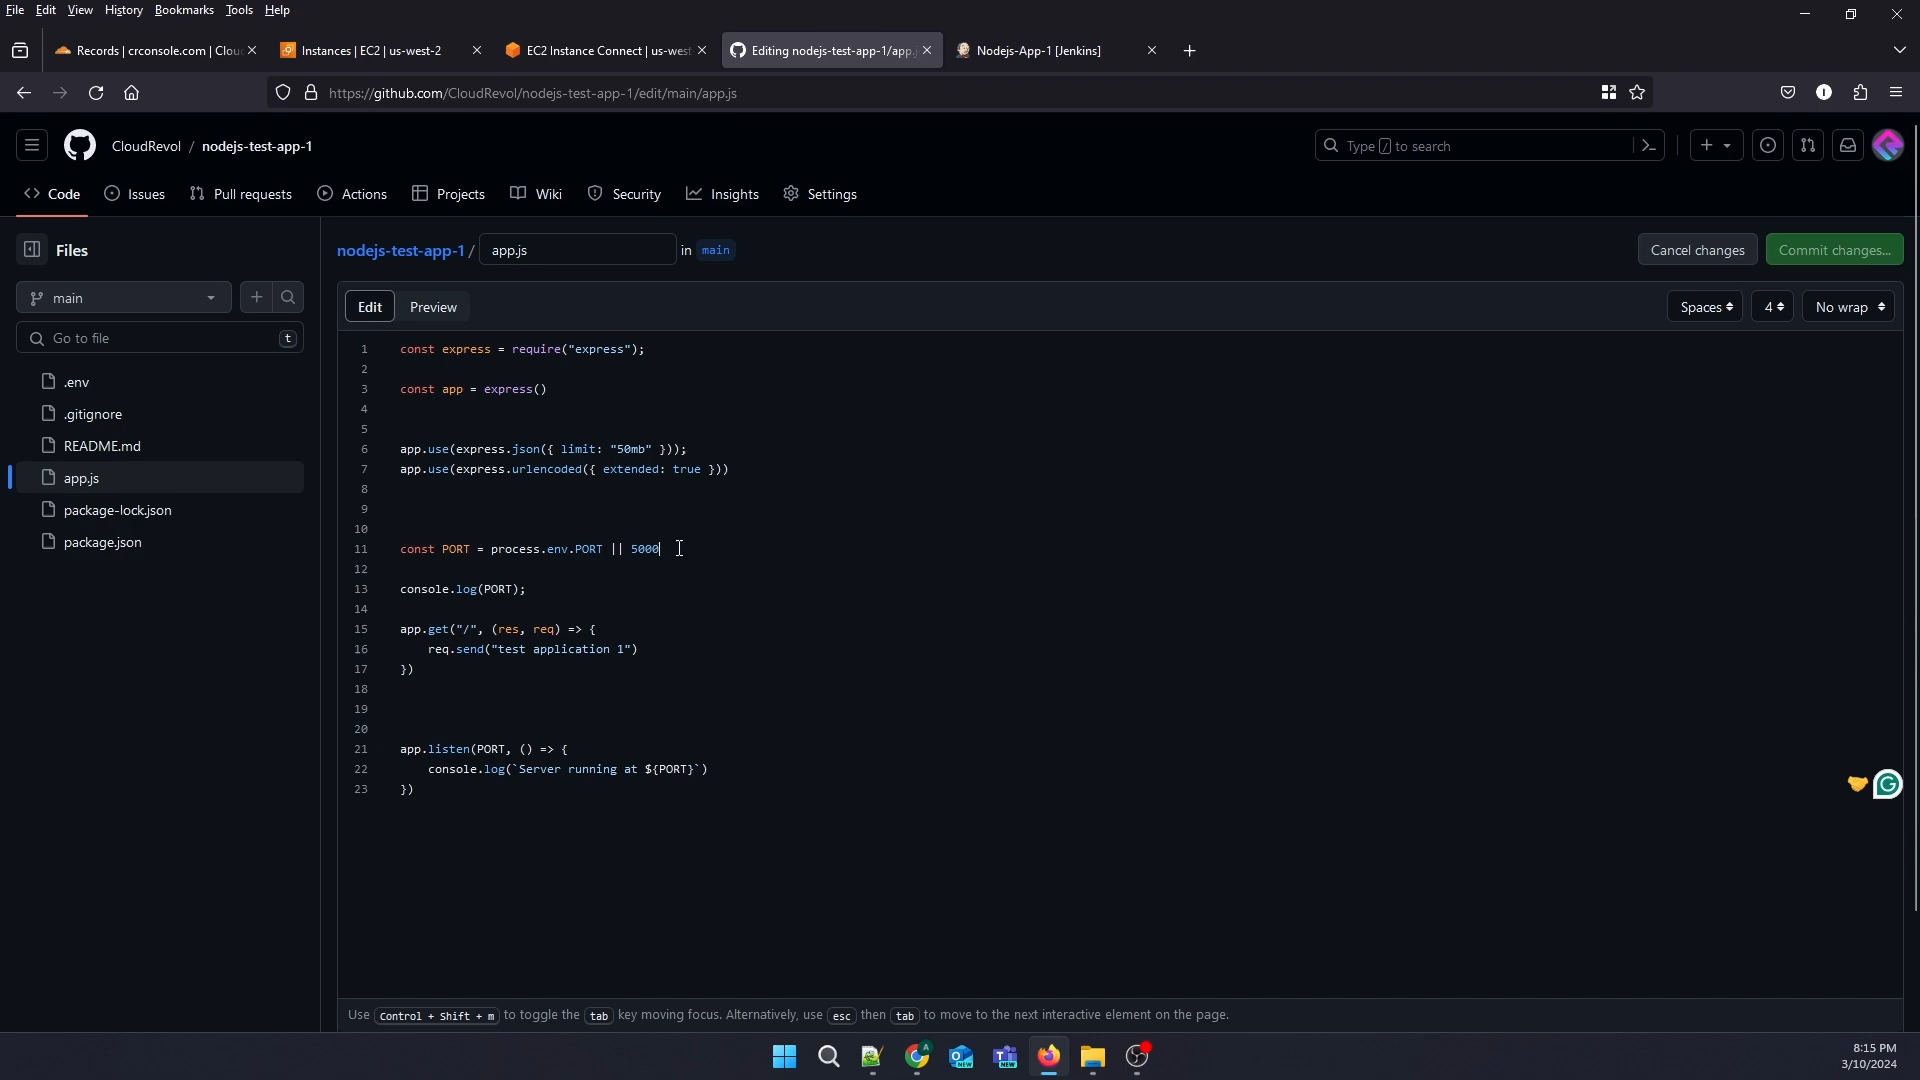 File Edit View History Bookmarks Tools Help
Records | crconsole.com | Clou
Instances | EC2 | us-west-2
EC2 Instance Connect | us-west
Editing nodejs-test-app-1/app.j
Nodejs-App-1 [Jenkins]
https://github.com/CloudRevol/nodejs-test-app-1/edit/main/app.js
CloudRevol / nodejs-test-app-1
Type / to search
Code Issues Pull requests Actions Projects Wiki Security Insights Settings
Files
nodejs-test-app-1 / app.js in main
Cancel changes Commit changes...
main
Edit Preview
Spaces 4 No wrap
Go to file t
.env
.gitignore
README.md
app.js
package-lock.json
package.json
1 const express = require("express");
2
3 const app = express()
4
5
6 app.use(express.json({ limit: "50mb" }));
7 app.use(express.urlencoded({ extended: true }))
8
9
10
11 const PORT = process.env.PORT || 5000
12
13 console.log(PORT);
14
15 app.get("/", (res, req) => {
16 req.send("test application 1")
17 })
18
19
20
21 app.listen(PORT, () => {
22 console.log(`Server running at ${PORT}`)
23 })
Use Control + Shift + m to toggle the tab key moving focus. Alternatively, use esc then tab to move to the next interactive element on the page.
8:15 PM
3/10/2024